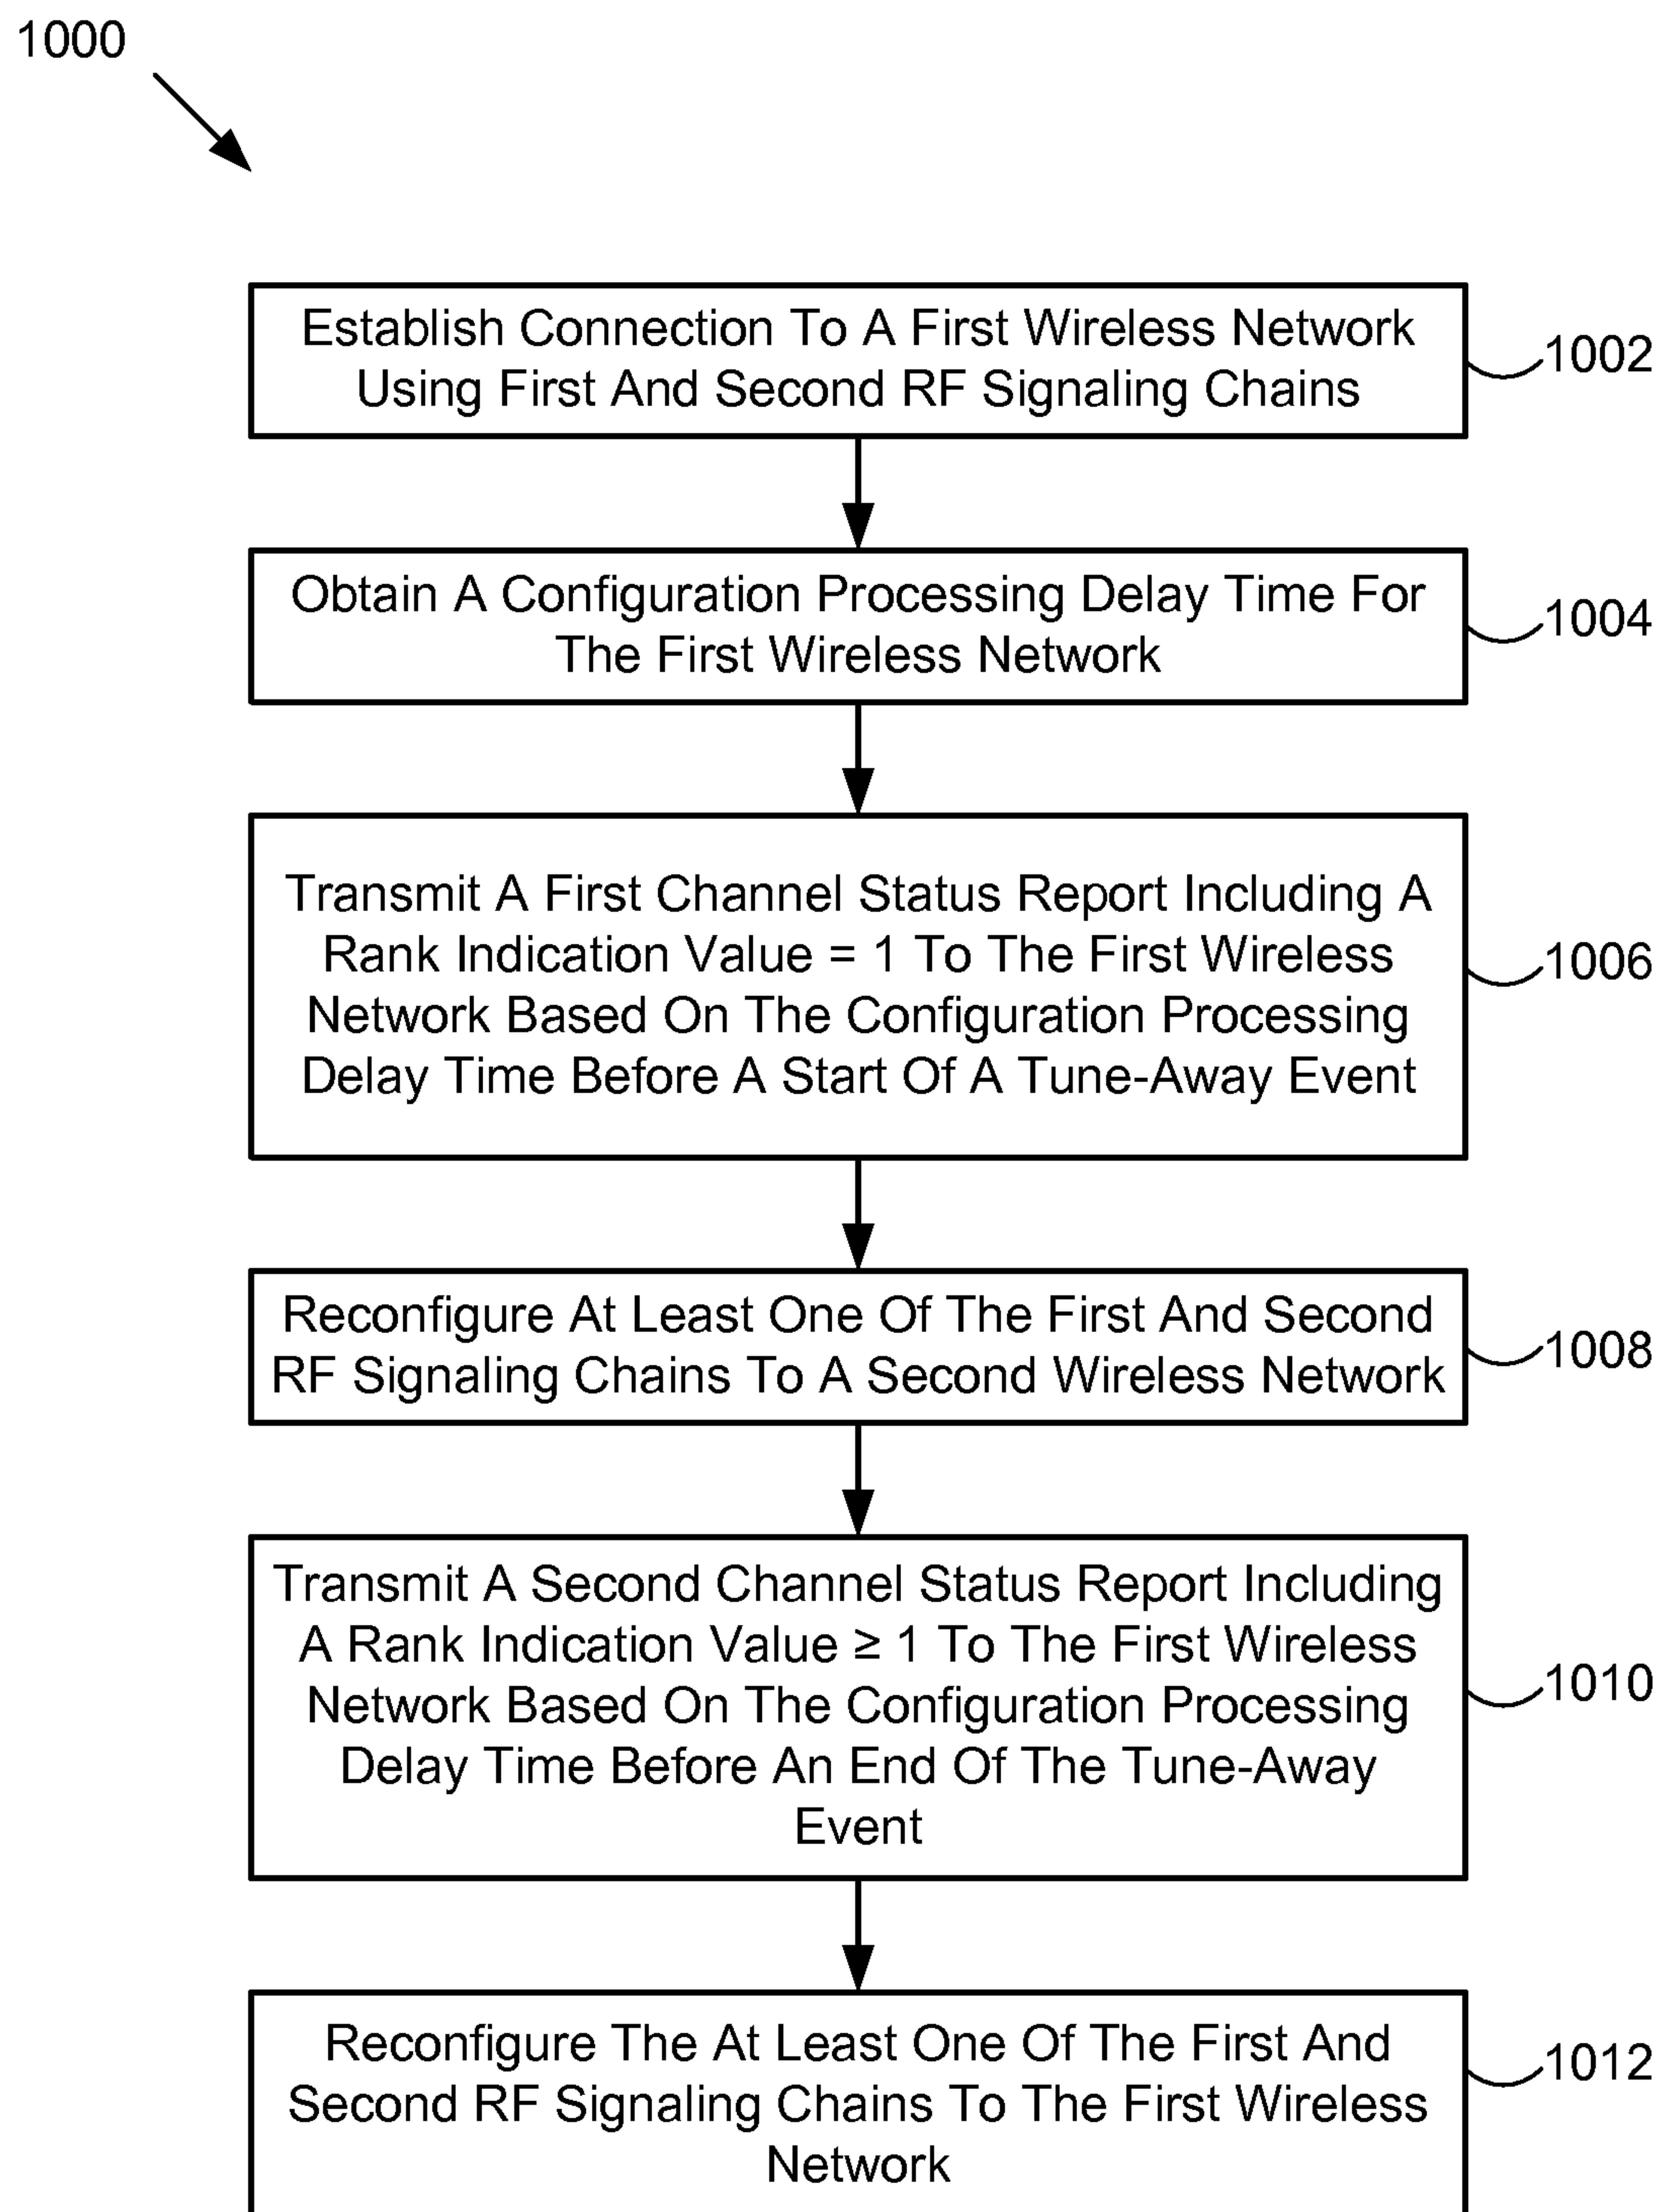 1000
Establish Connection To A First Wireless Network
Using First And Second RF Signaling Chains
1002
Obtain A Configuration Processing Delay Time For
The First Wireless Network
1004
Transmit A First Channel Status Report Including A
Rank Indication Value = 1 To The First Wireless
Network Based On The Configuration Processing
Delay Time Before A Start Of A Tune-Away Event
1006
Reconfigure At Least One Of The First And Second
RF Signaling Chains To A Second Wireless Network
1008
Transmit A Second Channel Status Report Including
A Rank Indication Value ≥ 1 To The First Wireless
Network Based On The Configuration Processing
Delay Time Before An End Of The Tune-Away
Event
1010
Reconfigure The At Least One Of The First And
Second RF Signaling Chains To The First Wireless
Network
1012